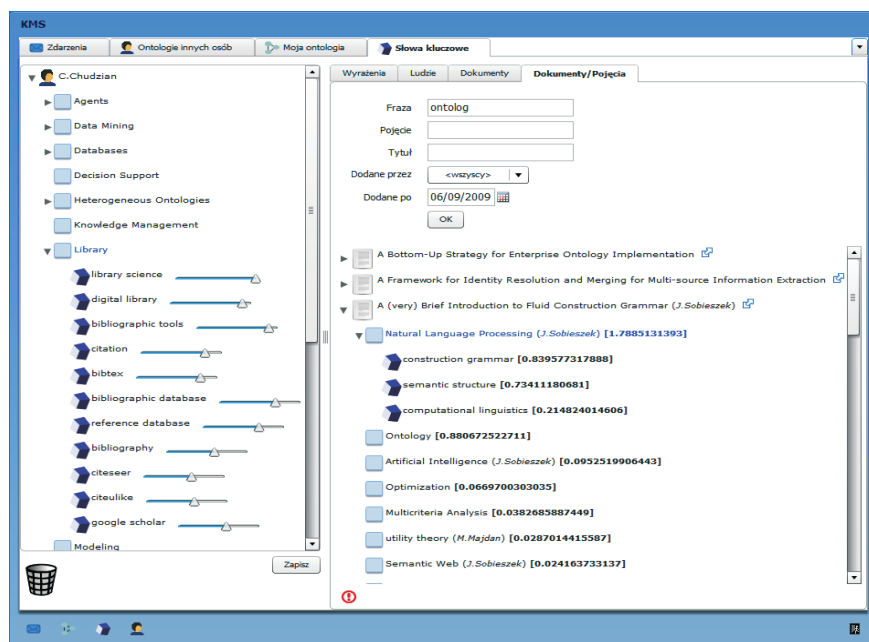 KMS
Zdarzenia
Ontologie innych osób
Moja ontologia
Słowa kluczowe
C.Chudzian
Agents
Data Mining
Databases
Decision Support
Heterogeneous Ontologies
Knowledge Management
Library
library science
digital library
bibliographic tools
citation
bibtex
bibliographic database
reference database
bibliography
citeseer
citeulike
google scholar
Modeling
Zapisz
Wyrażenia
Ludzie
Dokumenty
Dokumenty/Pojęcia
Fraza ontolog
Pojęcie
Tytuł
Dodane przez <wszyscy>
Dodane po 06/09/2009
OK
A Bottom-Up Strategy for Enterprise Ontology Implementation
A Framework for Identity Resolution and Merging for Multi-source Information Extraction
A (very) Brief Introduction to Fluid Construction Grammar (J.Sobieszek)
Natural Language Processing (J.Sobieszek) [1.7885131393]
construction grammar [0.839577317888]
semantic structure [0.73411180681]
computational linguistics [0.214824014606]
Ontology [0.880672522711]
Artificial Intelligence (J.Sobieszek) [0.0952519906443]
Optimization [0.0669700303035]
Multicriteria Analysis [0.0382685887449]
utility theory (M.Majdan) [0.0287014415587]
Semantic Web (J.Sobieszek) [0.024163733137]